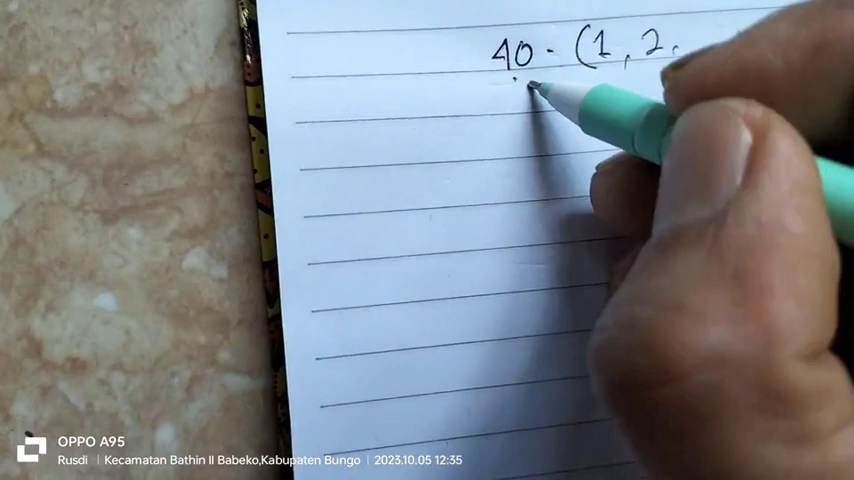 40 - (1, 2,
OPPO A95
Rusdi | Kecamatan Bathin II Babeko,Kabupaten Bungo | 2023.10.05 12:35